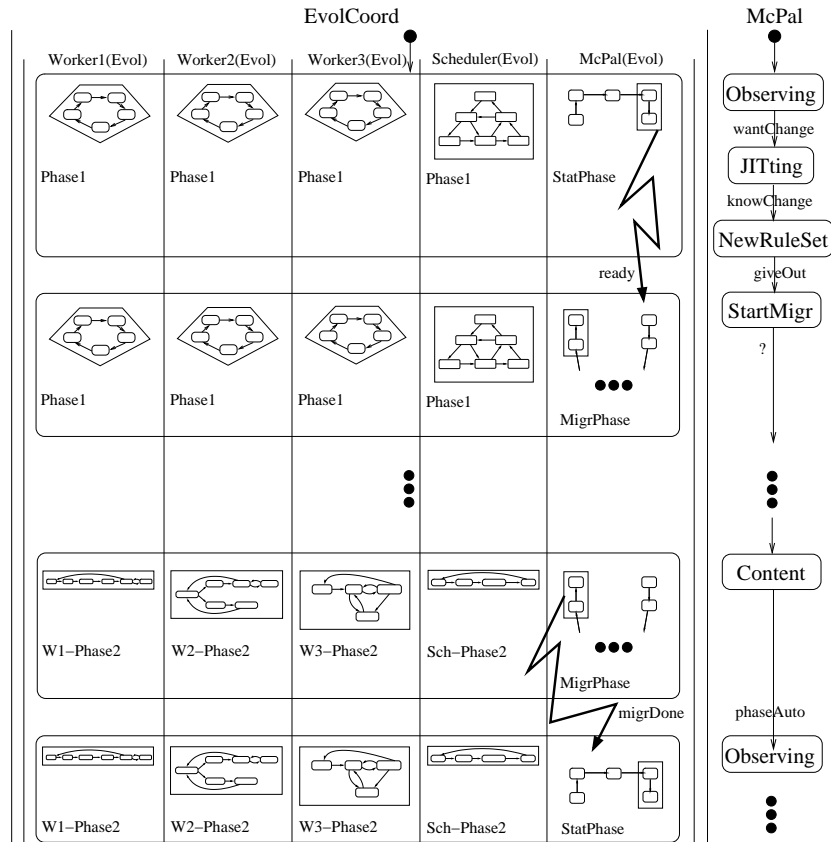 EvolCoord
McPal
Worker1(Evol) Worker2(Evol) Worker3(Evol) Scheduler(Evol) McPal(Evol)
Observing
wantChange
Phase1 Phase1 Phase1 Phase1 StatPhase
JITting
knowChange
NewRuleSet
ready
giveOut
StartMigr
?
Phase1 Phase1 Phase1 Phase1
MigrPhase
Content
W1–Phase2 W2–Phase2 W3–Phase2 Sch–Phase2
MigrPhase
migrDone
phaseAuto
Observing
W1–Phase2 W2–Phase2 W3–Phase2 Sch–Phase2 StatPhase